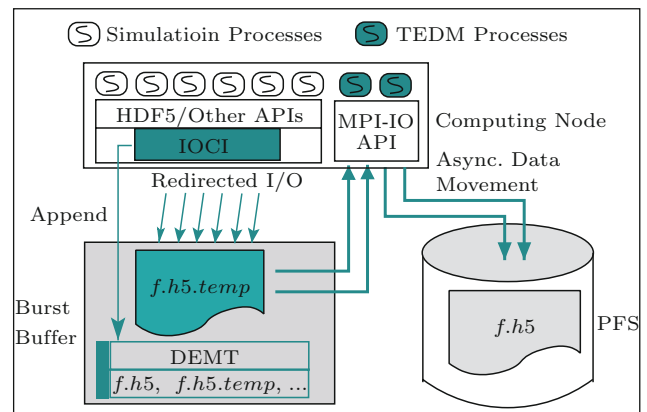 Simulatioin Processes
TEDM Processes
HDF5/Other APIs
IOCI
MPI-IO
API
Computing Node
Async. Data
Movement
Redirected I/O
Append
f.h5.temp
Burst
Buffer
DEMT
f.h5, f.h5.temp, ...
f.h5
PFS